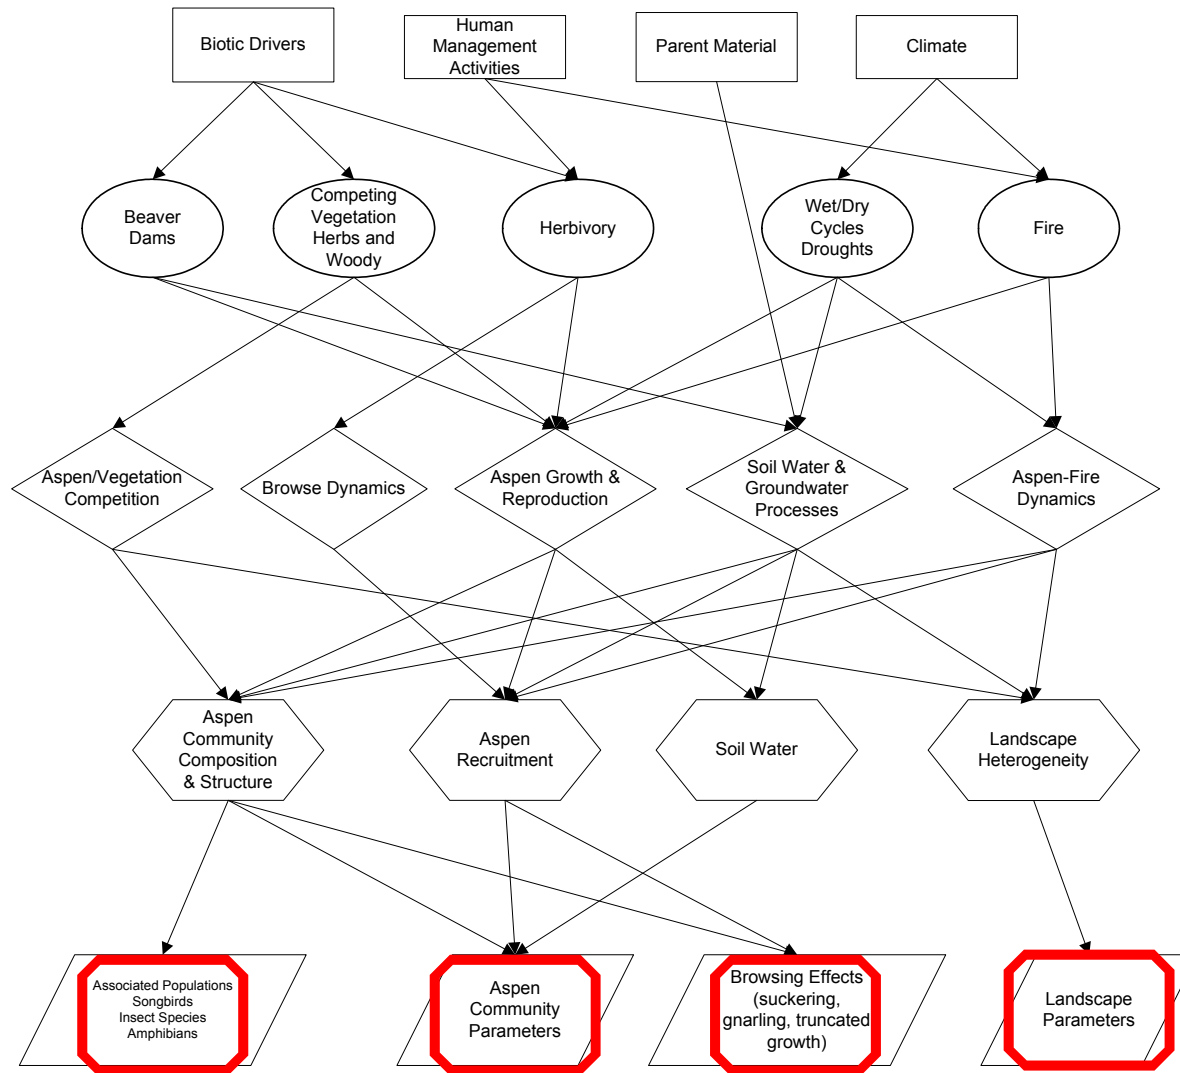 Biotic Drivers
Human
Management
Activities
Parent Material
Climate
Beaver
Dams
Competing
Vegetation
Herbs and
Woody
Herbivory
Wet/Dry
Cycles
Droughts
Fire
Aspen/Vegetation
Competition
Browse Dynamics
Aspen Growth &
Reproduction
Soil Water &
Groundwater
Processes
Aspen-Fire
Dynamics
Aspen
Community
Composition
& Structure
Aspen
Recruitment
Soil Water
Landscape
Heterogeneity
Associated Populations
Songbirds
Insect Species
Amphibians
Aspen
Community
Parameters
Browsing Effects
(suckering,
gnarling, truncated
growth)
Landscape
Parameters